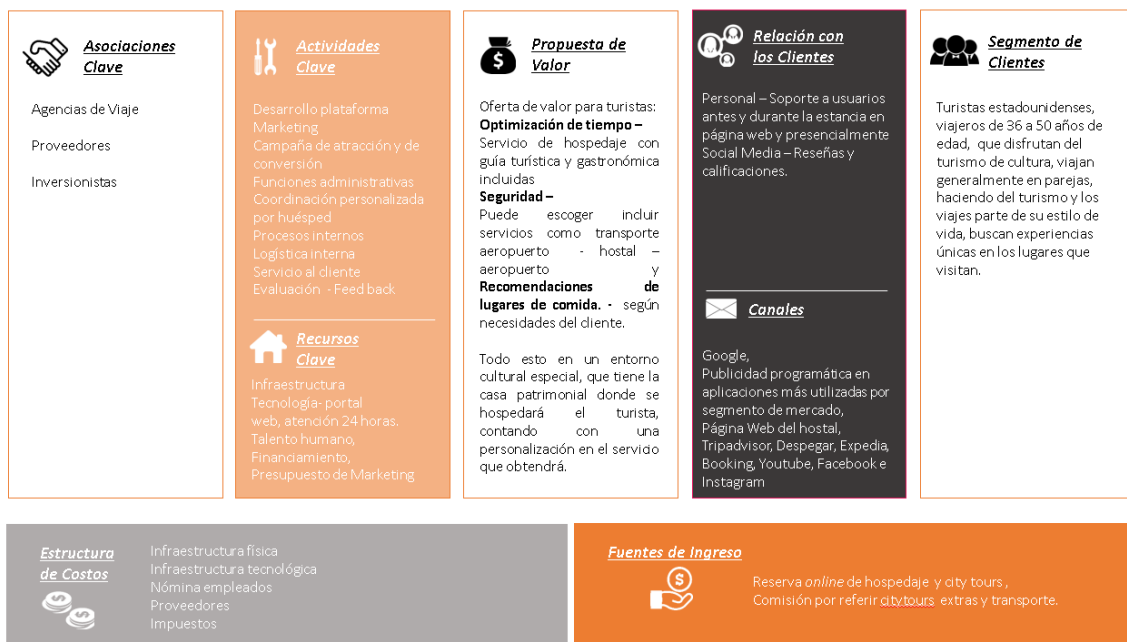 Asociaciones
Clave
Agencias de Viaje
Proveedores
Inversionistas
Actividades
Clave
Desarrollo plataforma
Marketing
Campaña de atracción y de
conversión
Funciones administrativas
Coordinación personalizada
por huésped
Procesos internos
Logística interna
Servicio al cliente
Evaluación - Feed back
Recursos
Clave
Infraestructura
Tecnología- portal
web, atención 24 horas.
Talento humano,
Financiamiento,
Presupuesto de Marketing
Propuesta de
Valor
Oferta de valor para turistas:
Optimización de tiempo –
Servicio de hospedaje con
guía turística y gastronómica
incluidas
Seguridad –
Puede escoger incluir
servicios como transporte
aeropuerto - hostal –
aeropuerto y
Recomendaciones de
lugares de comida. - según
necesidades del cliente.
Todo esto en un entorno
cultural especial, que tiene la
casa patrimonial donde se
hospedará el turista,
contando con una
personalización en el servicio
que obtendrá.
Relación con
los Clientes
Personal – Soporte a usuarios
antes y durante la estancia en
página web y presencialmente
Social Media – Reseñas y
calificaciones.
Canales
Google,
Publicidad programática en
aplicaciones más utilizadas por
segmento de mercado,
Página Web del hostal,
Tripadvisor, Despegar, Expedia,
Booking, Youtube, Facebook e
Instagram
Segmento de
Clientes
Turistas estadounidenses,
viajeros de 36 a 50 años de
edad, que disfrutan del
turismo de cultura, viajan
generalmente en parejas,
haciendo del turismo y los
viajes parte de su estilo de
vida, buscan experiencias
únicas en los lugares que
visitan.
Estructura
de Costos
Infraestructura física
Infraestructura tecnológica
Nómina empleados
Proveedores
Impuestos
Fuentes de Ingreso
Reserva online de hospedaje y city tours ,
Comisión por referir citytours extras y transporte.